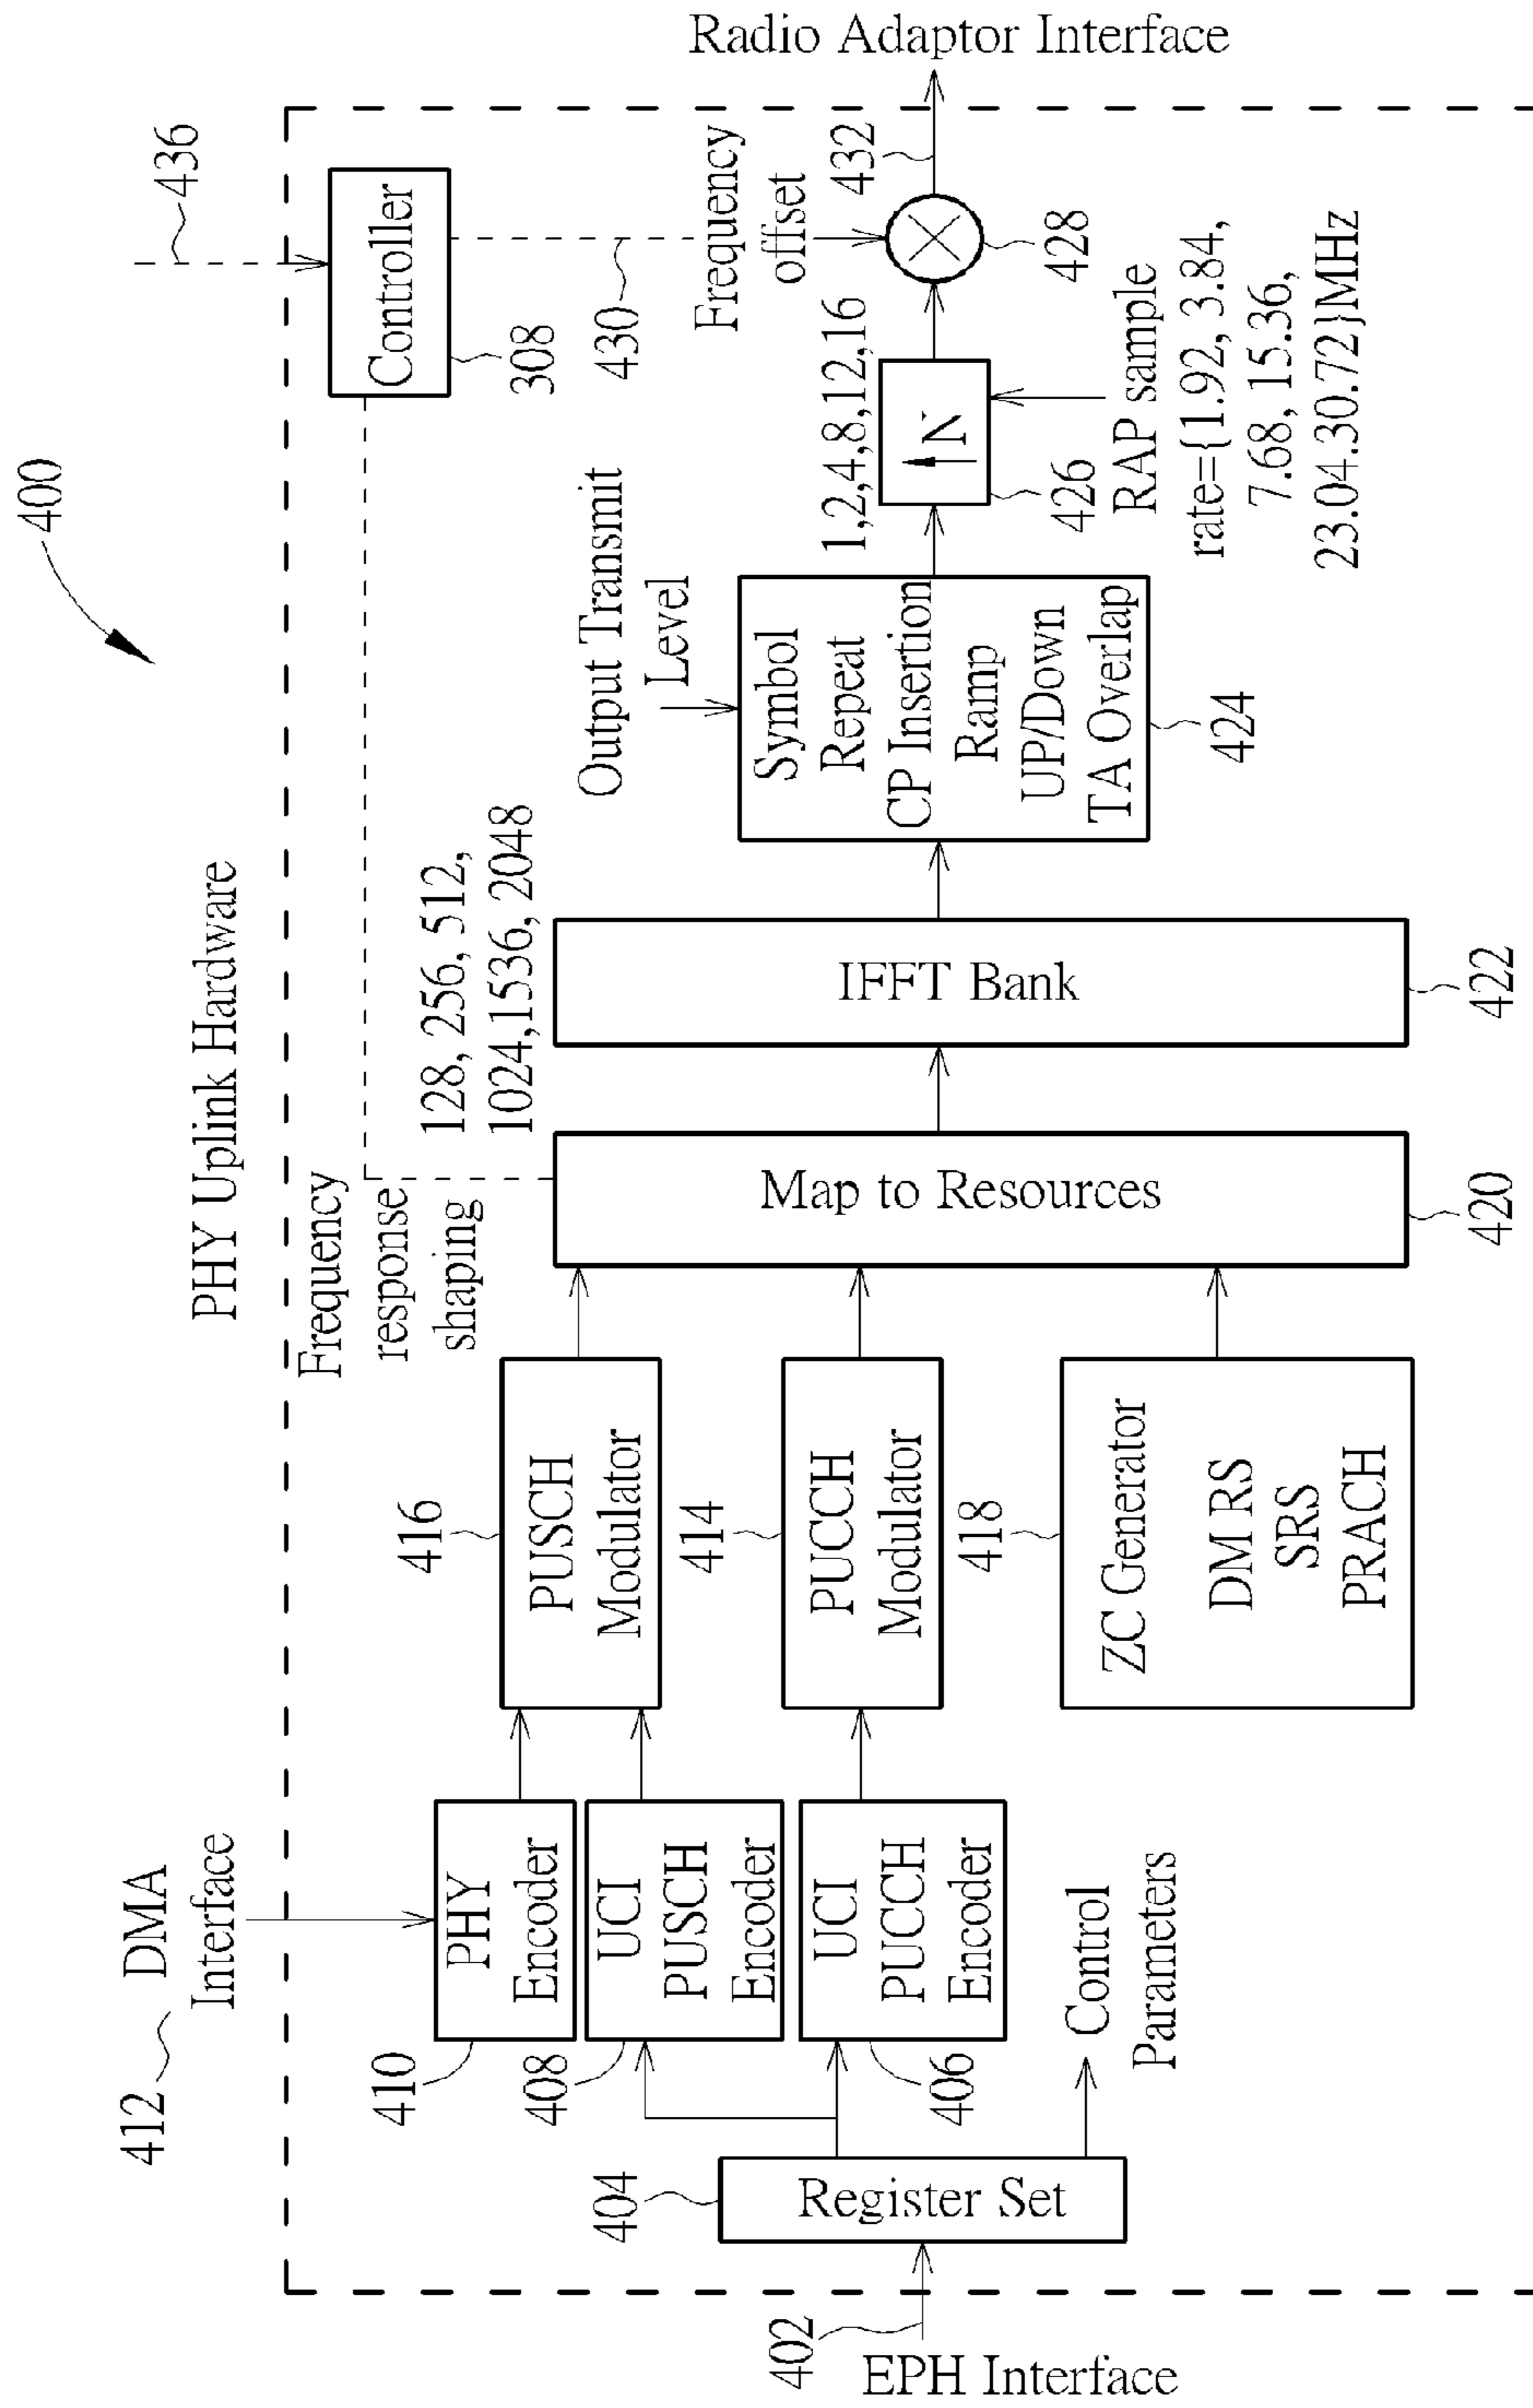 400
PHY Uplink Hardware
412
DMA
Interface
436
Frequency
response
shaping
Controller
308
128, 256, 512,
1024,1536, 2048
410
PHY
Encoder
416
PUSCH
Modulator
408
UCI
PUSCH
Encoder
Output Transmit
Level
430
Frequency
offset
Radio Adaptor Interface
404
Register Set
UCI
PUCCH
Encoder
406
414
PUCCH
Modulator
Map to Resources
420
IFFT Bank
422
Symbol
Repeat
CP Insertion
Ramp
UP/Down
TA Overlap
424
1,2,4,8,12,16
N
426
432
428
402
EPH Interface
Control
Parameters
418
ZC Generator
DM RS
SRS
PRACH
RAP sample
rate={1.92, 3.84,
7.68, 15.36,
23.04.30.72}MHz